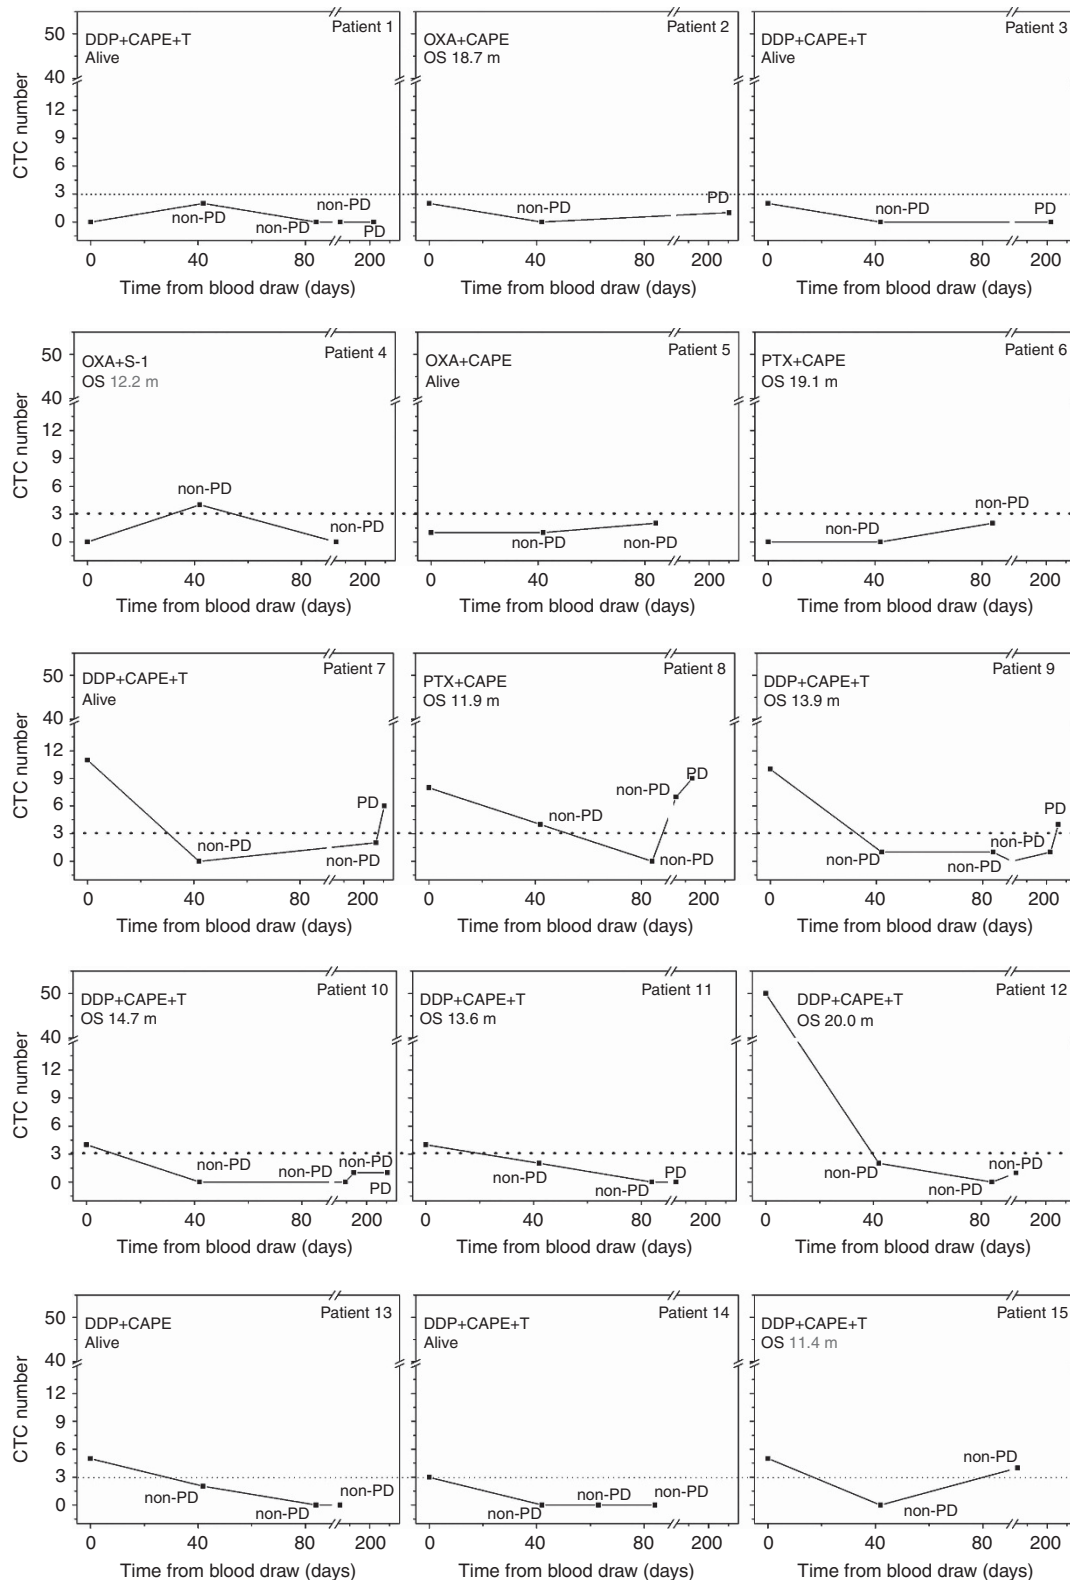 Patient 1
DDP+CAPE+T
Alive
CTC number
50
40
12
9
6
3
0
non-PD
non-PD
non-PD
PD
0
40
80
200
Time from blood draw (days)
Patient 2
OXA+CAPE
OS 18.7 m
non-PD
PD
0
40
80
200
Time from blood draw (days)
Patient 3
DDP+CAPE+T
Alive
non-PD
PD
0
40
80
200
Time from blood draw (days)
Patient 4
OXA+S-1
OS 12.2 m
CTC number
50
40
12
9
6
3
0
non-PD
non-PD
0
40
80
200
Time from blood draw (days)
Patient 5
OXA+CAPE
Alive
non-PD
non-PD
0
40
80
200
Time from blood draw (days)
Patient 6
PTX+CAPE
OS 19.1 m
non-PD
non-PD
0
40
80
200
Time from blood draw (days)
Patient 7
DDP+CAPE+T
Alive
CTC number
50
40
12
9
6
3
0
non-PD
non-PD
PD
0
40
80
200
Time from blood draw (days)
Patient 8
PTX+CAPE
OS 11.9 m
non-PD
non-PD
non-PD
PD
0
40
80
200
Time from blood draw (days)
Patient 9
DDP+CAPE+T
OS 13.9 m
non-PD
non-PD
non-PD
PD
0
40
80
200
Time from blood draw (days)
Patient 10
DDP+CAPE+T
OS 14.7 m
CTC number
50
40
12
9
6
3
0
non-PD
non-PD
non-PD
PD
0
40
80
200
Time from blood draw (days)
Patient 11
DDP+CAPE+T
OS 13.6 m
non-PD
non-PD
PD
0
40
80
200
Time from blood draw (days)
Patient 12
DDP+CAPE+T
OS 20.0 m
non-PD
non-PD
non-PD
0
40
80
200
Time from blood draw (days)
Patient 13
DDP+CAPE
Alive
CTC number
50
40
12
9
6
3
0
non-PD
non-PD
non-PD
0
40
80
200
Time from blood draw (days)
Patient 14
DDP+CAPE+T
Alive
non-PD
non-PD
non-PD
0
40
80
200
Time from blood draw (days)
Patient 15
DDP+CAPE+T
OS 11.4 m
non-PD
non-PD
0
40
80
200
Time from blood draw (days)